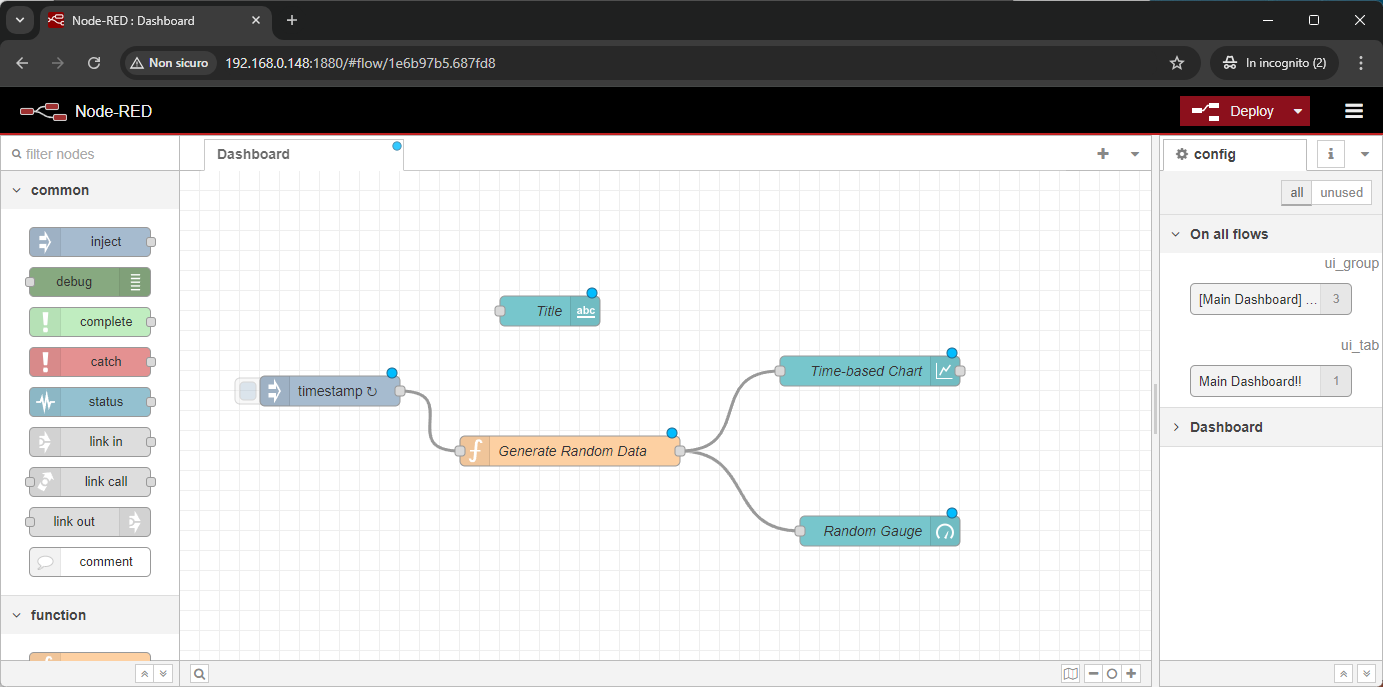 Node-RED : Dashboard
Non sicuro 192.168.0.148:1880/#flow/1e6b97b5.687fd8
In incognito (2)
Node-RED
Deploy
filter nodes
Dashboard
config
i
all
unused
common
On all flows
inject
ui_group
debug
[Main Dashboard] ...
3
complete
Title
abc
ui_tab
catch
Time-based Chart
timestamp ↻
Main Dashboard!!
1
status
Dashboard
link in
Generate Random Data
link call
link out
Random Gauge
comment
function